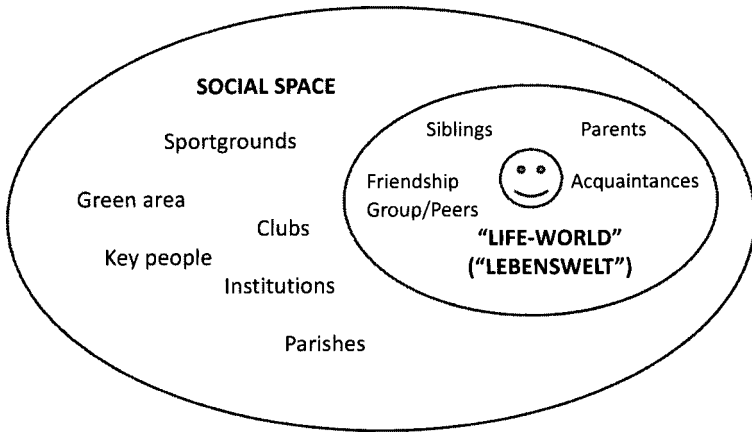 SOCIAL SPACE
Sportgrounds
Green area
Clubs
Key people
Institutions
Parishes
Siblings
Parents
Friendship
Group/Peers
Acquaintances
“LIFE-WORLD”
(“LEBENSWELT”)